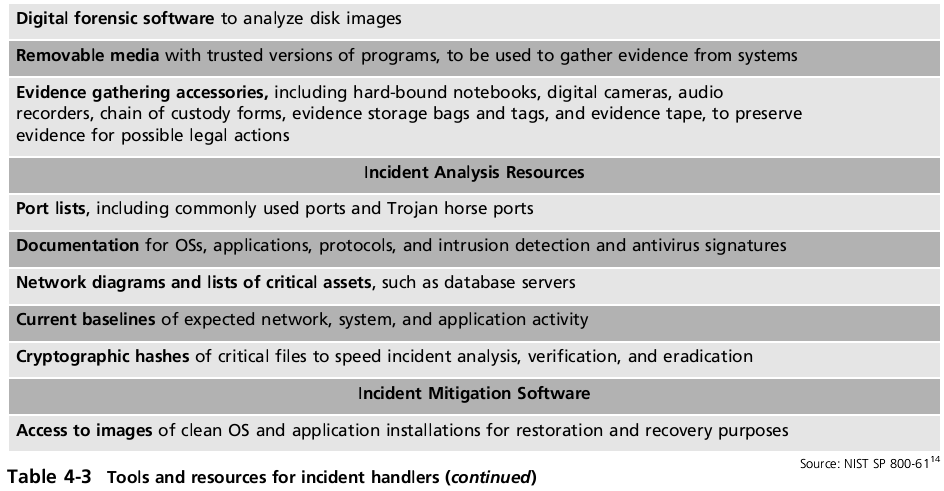 Digital forensic software to analyze disk images
Removable media with trusted versions of programs, to be used to gather evidence from systems
Evidence gathering accessories, including hard-bound notebooks, digital cameras, audio
recorders, chain of custody forms, evidence storage bags and tags, and evidence tape, to preserve
evidence for possible legal actions
Incident Analysis Resources
Port lists, including commonly used ports and Trojan horse ports
Documentation for OSs, applications, protocols, and intrusion detection and antivirus signatures
Network diagrams and lists of critical assets, such as database servers
Current baselines of expected network, system, and application activity
Cryptographic hashes of critical files to speed incident analysis, verification, and eradication
Incident Mitigation Software
Access to images of clean OS and application installations for restoration and recovery purposes
Source: NIST SP 800-61¹⁴
Table 4-3 Tools and resources for incident handlers (continued)